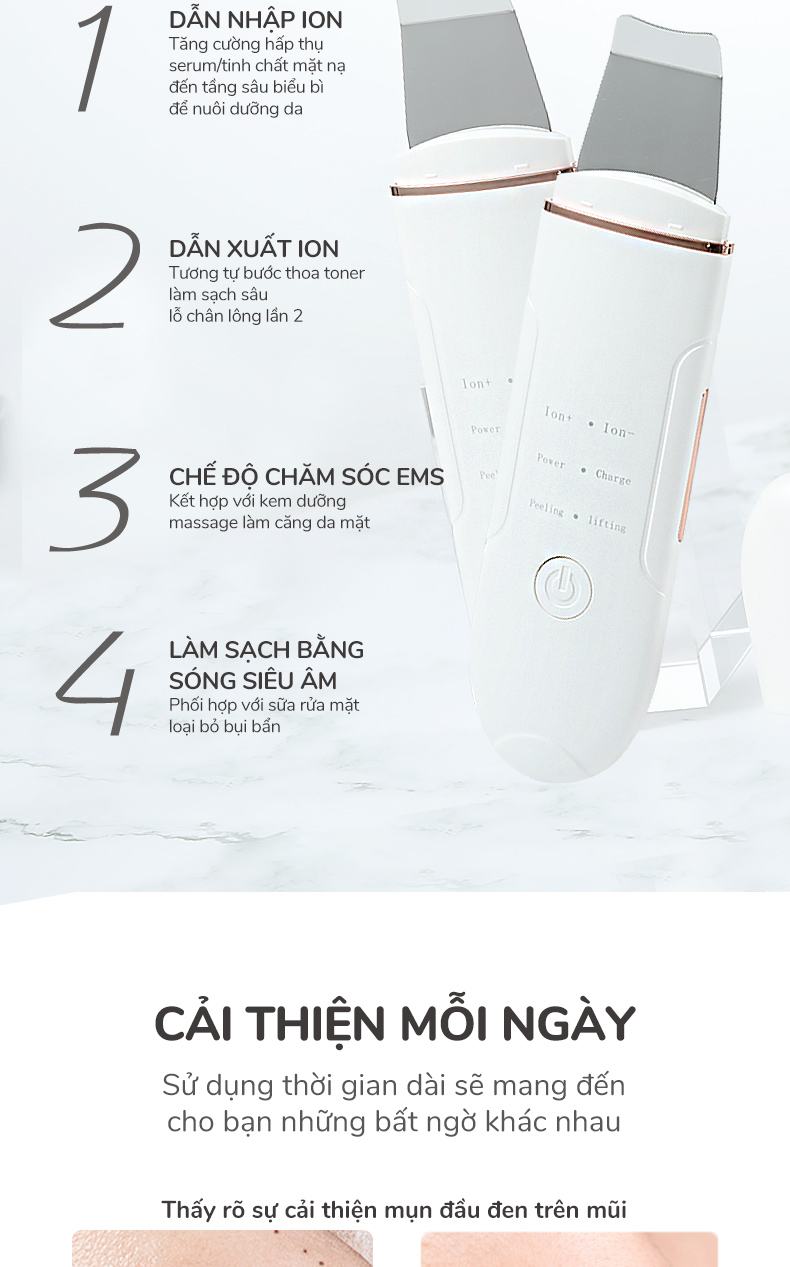 1
DẪN NHẬP ION
Tăng cường hấp thụ
serum/tinh chất mặt nạ
đến tầng sâu biểu bì
để nuôi dưỡng da
2
DẪN XUẤT ION
Tương tự bước thoa toner
làm sạch sâu
lỗ chân lông lần 2
3
CHẾ ĐỘ CHĂM SÓC EMS
Kết hợp với kem dưỡng
massage làm căng da mặt
4
LÀM SẠCH BẰNG
SÓNG SIÊU ÂM
Phối hợp với sữa rửa mặt
loại bỏ bụi bẩn
Ion+
Power
Pee
Ion+ • Ion-
Power • Charge
Peeling • lifting
CẢI THIỆN MỖI NGÀY
Sử dụng thời gian dài sẽ mang đến
cho bạn những bất ngờ khác nhau
Thấy rõ sự cải thiện mụn đầu đen trên mũi